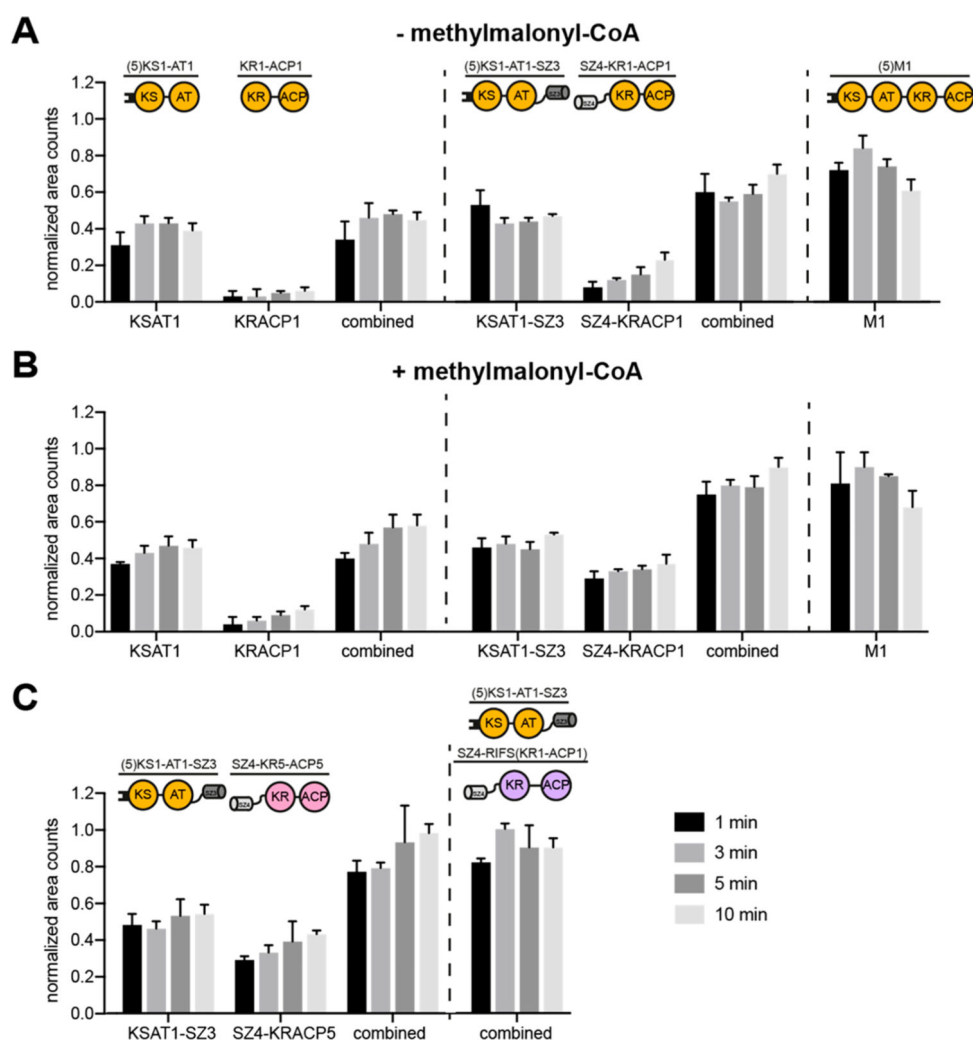 A
- methylmalonyl-CoA
(5)KS1-AT1 KR1-ACP1 (5)KS1-AT1-SZ3 SZ4-KR1-ACP1 (5)M1
KS AT KR ACP KS AT SZ3 SZ4 KR ACP KS AT KR ACP
normalized area counts
1.2
1.0
0.8
0.6
0.4
0.2
0.0
KSAT1 KRACP1 combined KSAT1-SZ3 SZ4-KRACP1 combined M1
B
+ methylmalonyl-CoA
normalized area counts
1.2
1.0
0.8
0.6
0.4
0.2
0.0
KSAT1 KRACP1 combined KSAT1-SZ3 SZ4-KRACP1 combined M1
C
(5)KS1-AT1-SZ3
KS AT SZ3
(5)KS1-AT1-SZ3 SZ4-KR5-ACP5 SZ4-RIFS(KR1-ACP1)
KS AT SZ3 SZ4 KR ACP SZ4 KR ACP
normalized area counts
1.2
1.0
0.8
0.6
0.4
0.2
0.0
KSAT1-SZ3 SZ4-KRACP5 combined combined
1 min
3 min
5 min
10 min